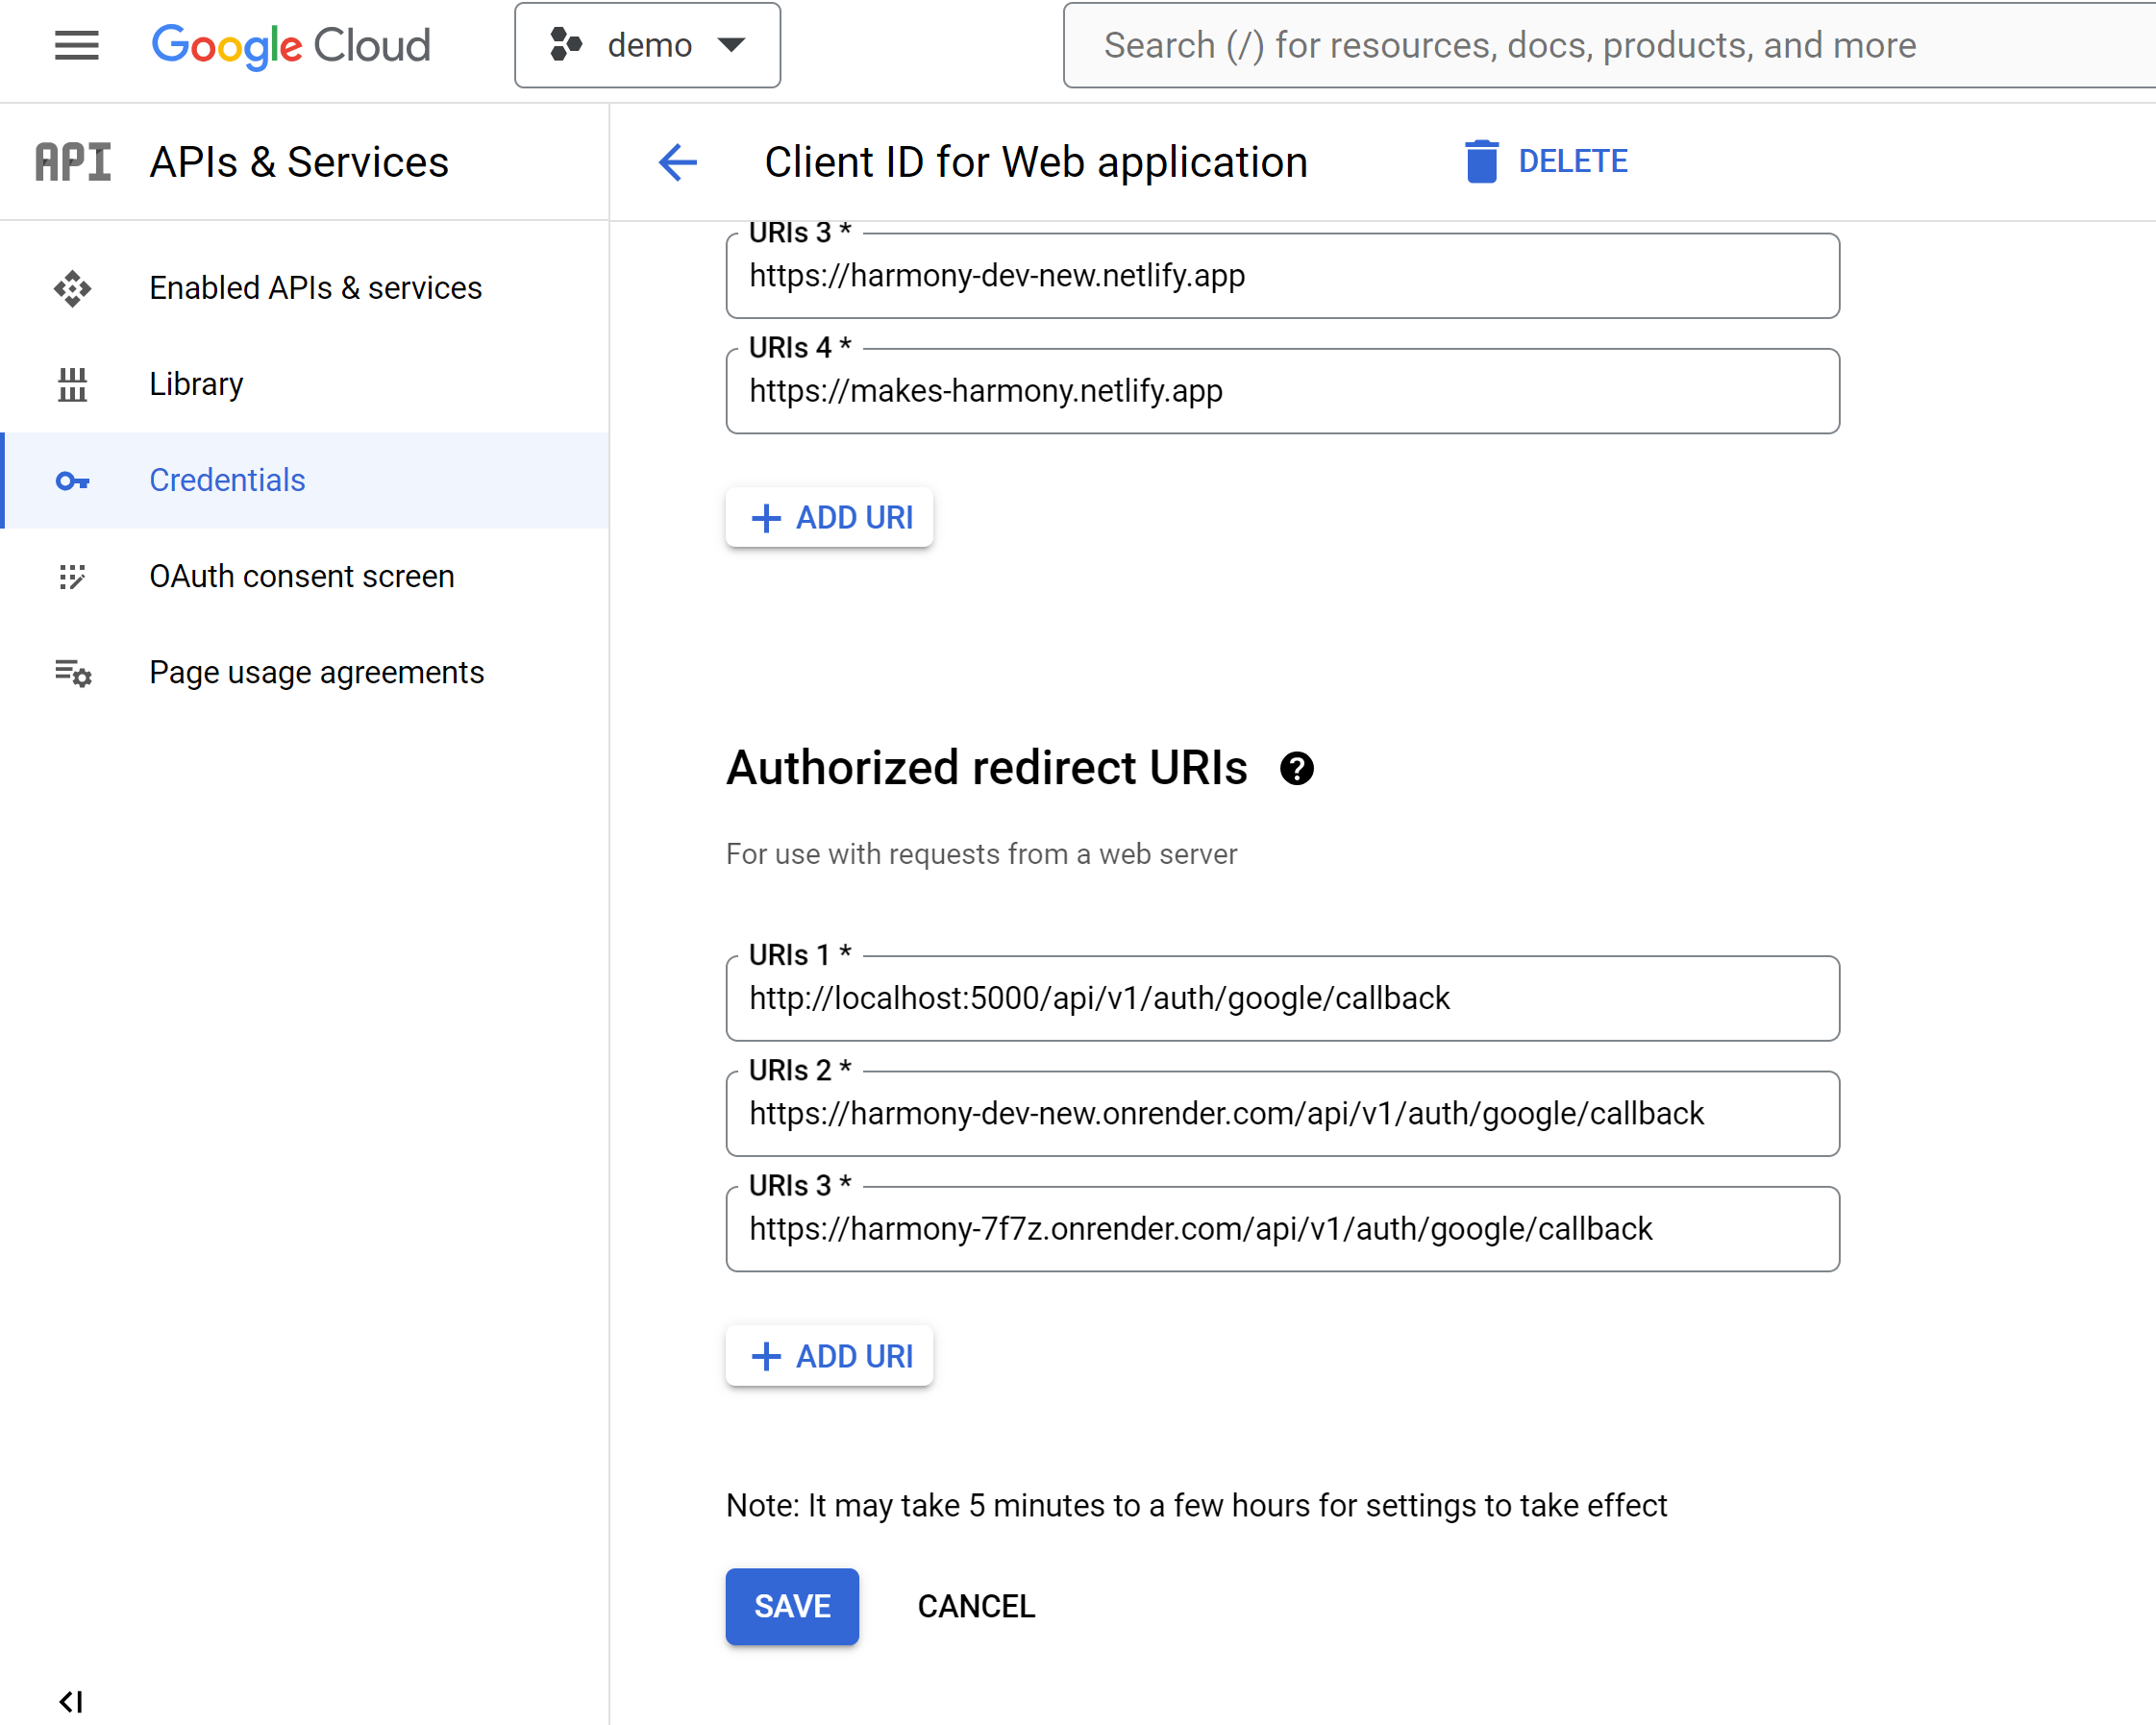 Google Cloud
demo
Search (/) for resources, docs, products, and more
API
APIs & Services
Client ID for Web application
DELETE
Enabled APIs & services
Library
Credentials
OAuth consent screen
Page usage agreements
URIs 3 *
https://harmony-dev-new.netlify.app
URIs 4 *
https://makes-harmony.netlify.app
ADD URI
Authorized redirect URIs
For use with requests from a web server
URIs 1 *
http://localhost:5000/api/v1/auth/google/callback
URIs 2 *
https://harmony-dev-new.onrender.com/api/v1/auth/google/callback
URIs 3 *
https://harmony-7f7z.onrender.com/api/v1/auth/google/callback
ADD URI
Note: It may take 5 minutes to a few hours for settings to take effect
SAVE
CANCEL